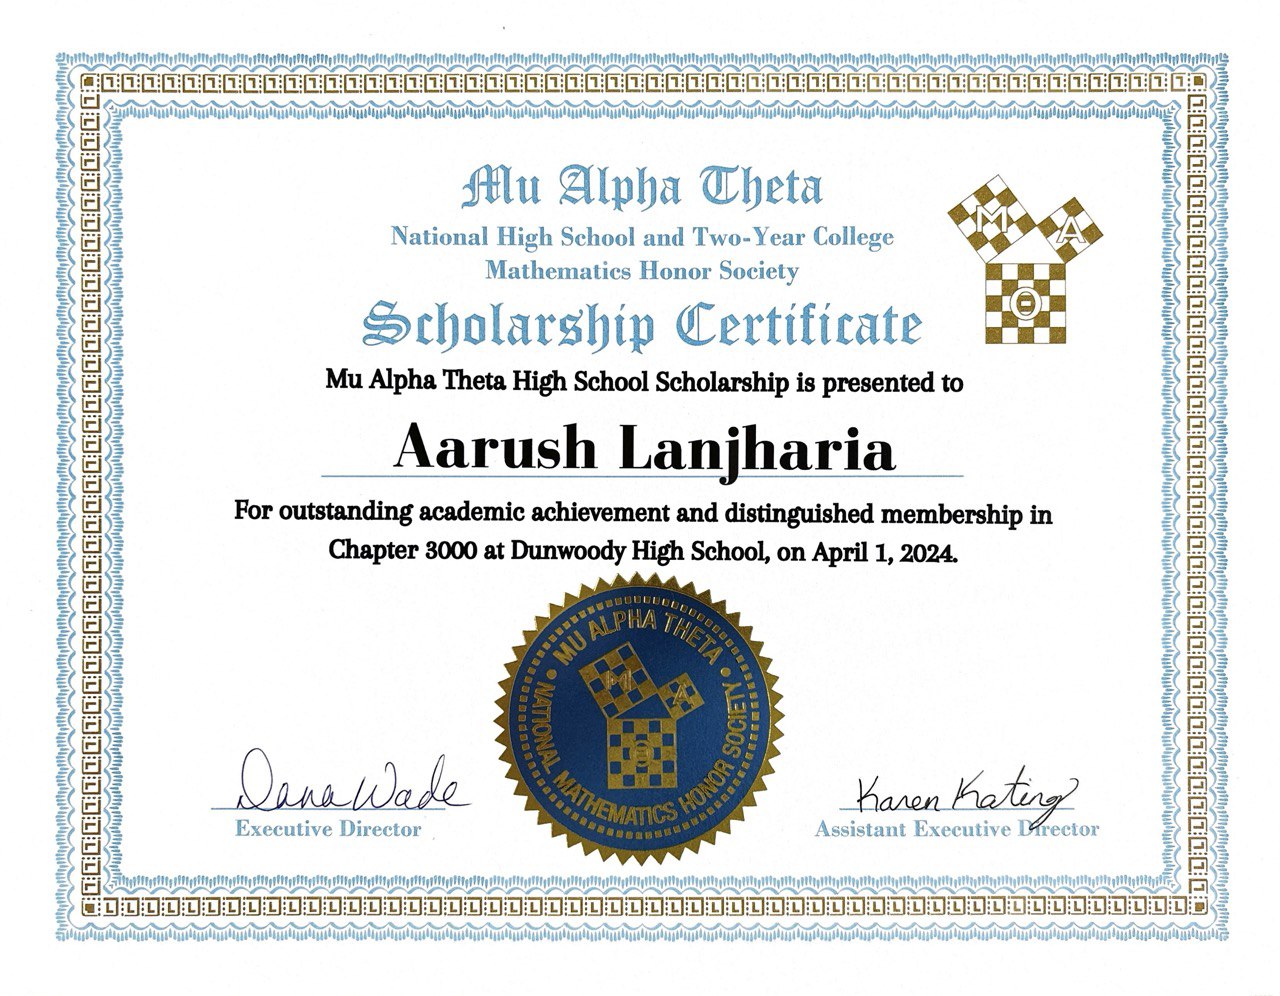 Mu Alpha Theta
National High School and Two-Year College
Mathematics Honor Society
Scholarship Certificate
M A
Θ
Mu Alpha Theta High School Scholarship is presented to
Aarush Lanjharia
For outstanding academic achievement and distinguished membership in
Chapter 3000 at Dunwoody High School, on April 1, 2024.
• MU ALPHA THETA •
NATIONAL MATHEMATICS HONOR SOCIETY
M A
Θ
Dana Wade
Executive Director
Karen Kating
Assistant Executive Director